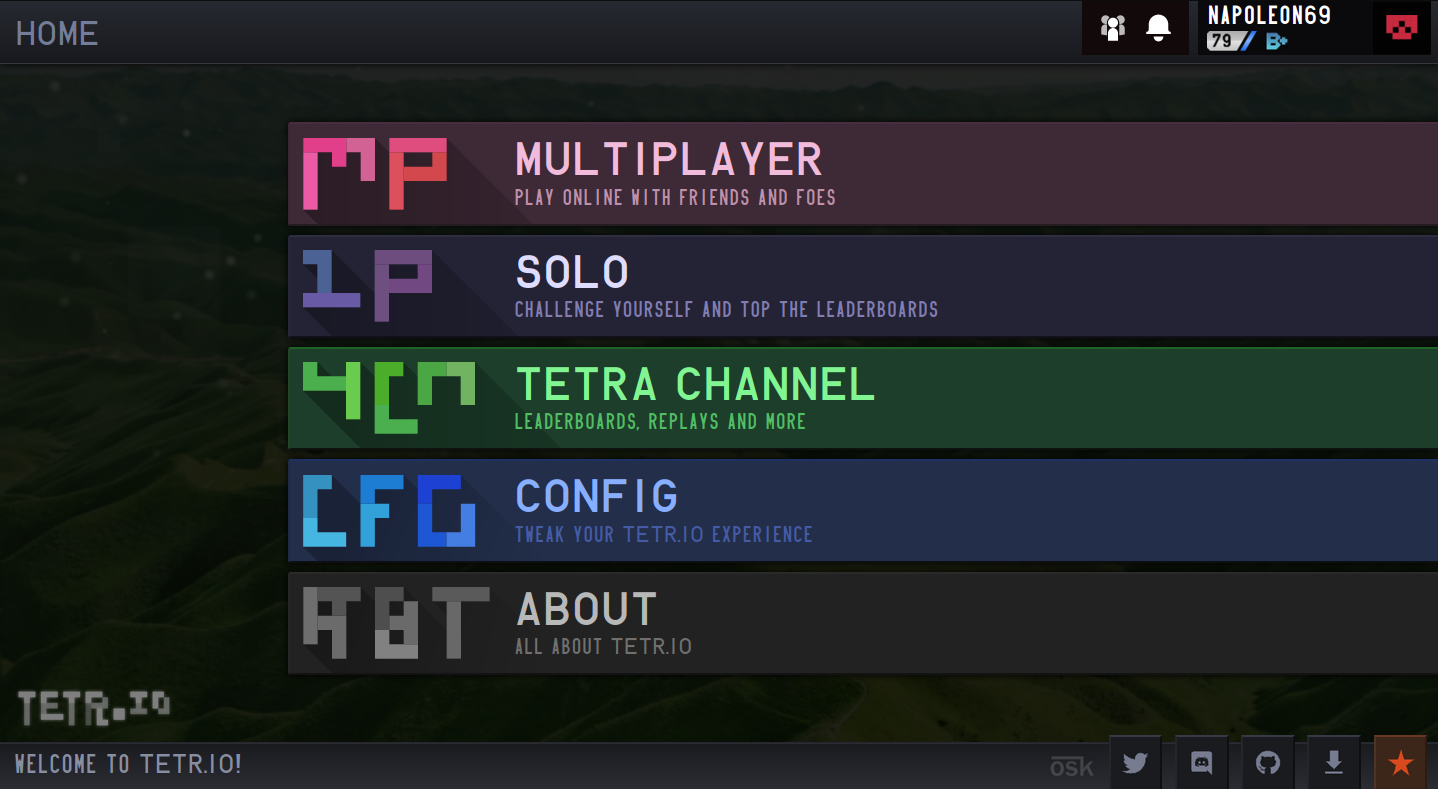 HOME
NAPOLEON69
79 B+
MP MULTIPLAYER
PLAY ONLINE WITH FRIENDS AND FOES
1P SOLO
CHALLENGE YOURSELF AND TOP THE LEADERBOARDS
4CH TETRA CHANNEL
LEADERBOARDS, REPLAYS AND MORE
CFG CONFIG
TWEAK YOUR TETR.IO EXPERIENCE
ABT ABOUT
ALL ABOUT TETR.IO
TETR.IO
WELCOME TO TETR.IO!
osk